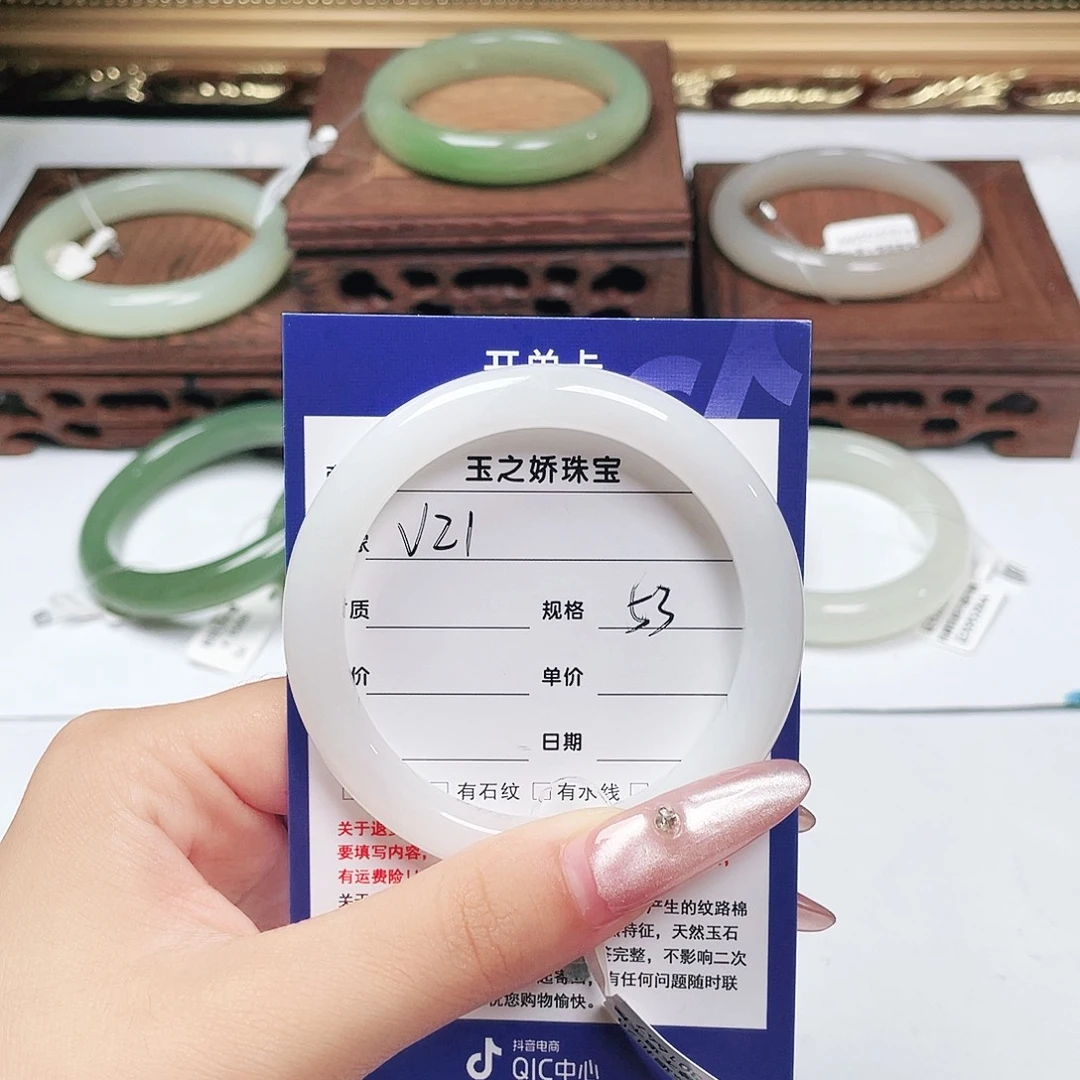 开单卡
玉之娇珠宝
V21
质 规格 53
价 单价
日期
有石纹 有水线
关于退
要填写内容,
有运费险!
关于
产生的纹路棉
特征，天然玉石
完整，不影响二次
有任何问题随时联
祝您购物愉快。
抖音电商
QIC中心